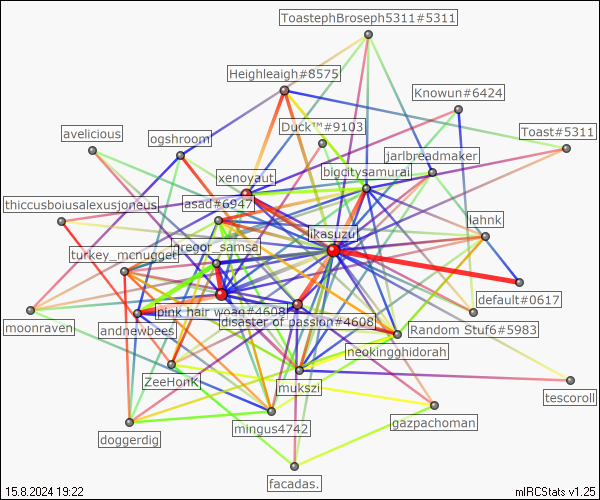 ToastephBroseph5311#5311
Heighleaigh#8575
Knowun#6424
Duck™#9103
Toast#5311
avelicious
ogshroom
jarlbreadmaker
xenoyaut
bigcitysamurai
thiccusboiusalexusjoneus
asad#6947
lahnk
ikasuzu
turkey_mcnugget
gregor_samsa
default#0617
pink hair woag#4608
disaster of passion#4608
moonraven
andnewbees
Random Stuf6#5983
neokingghidorah
ZeeHonK
mukszi
tescoroll
gazpachoman
doggerdig
mingus4742
facadas.
15.8.2024 19:22
mIRCStats v1.25